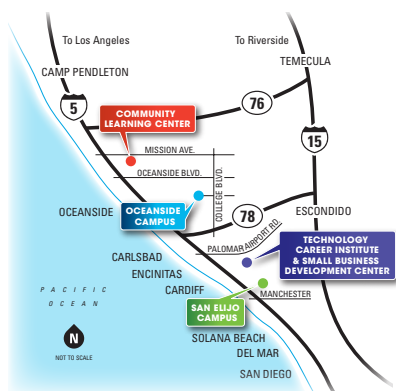 To Los Angeles
To Riverside
TEMECULA
CAMP PENDLETON
5
76
COMMUNITY
LEARNING CENTER
15
MISSION AVE.
OCEANSIDE BLVD.
COLLEGE BLVD.
OCEANSIDE
OCEANSIDE
CAMPUS
78
ESCONDIDO
PALOMAR AIRPORT RD.
TECHNOLOGY
CAREER INSTITUTE
& SMALL BUSINESS
DEVELOPMENT CENTER
CARLSBAD
ENCINITAS
CARDIFF
PACIFIC
OCEAN
MANCHESTER
SAN ELIJO
CAMPUS
N
NOT TO SCALE
SOLANA BEACH
DEL MAR
SAN DIEGO